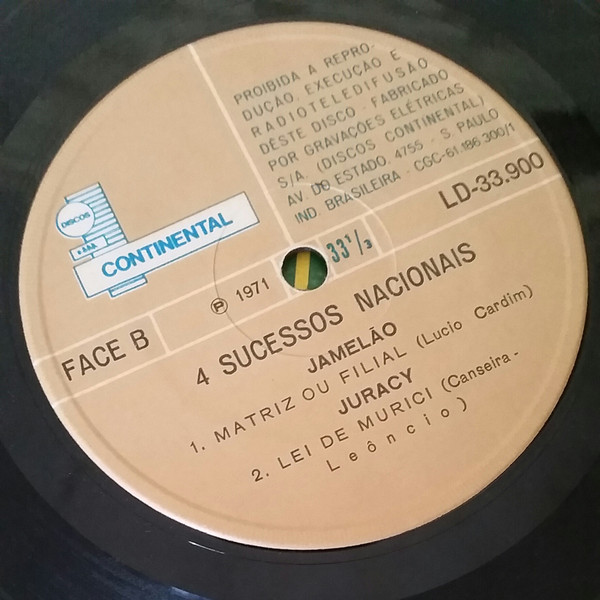 PROIBIDA A REPRO-
DUÇÃO, EXECUÇÃO E
RADIOTELEDIFUSÃO
DESTE DISCO - FABRICADO
POR GRAVAÇÕES ELÉTRICAS
S/A. (DISCOS CONTINENTAL)
AV. DO ESTADO, 4755 - S. PAULO
IND. BRASILEIRA - CGC-61.186.300/1
DISCOS
CONTINENTAL
LD-33.900
℗ 1971
33 1/3
FACE B
4 SUCESSOS NACIONAIS
JAMELÃO
1. MATRIZ OU FILIAL (Lucio Cardim)
JURACY
2. LEI DE MURICI (Canseira -
Leôncio)